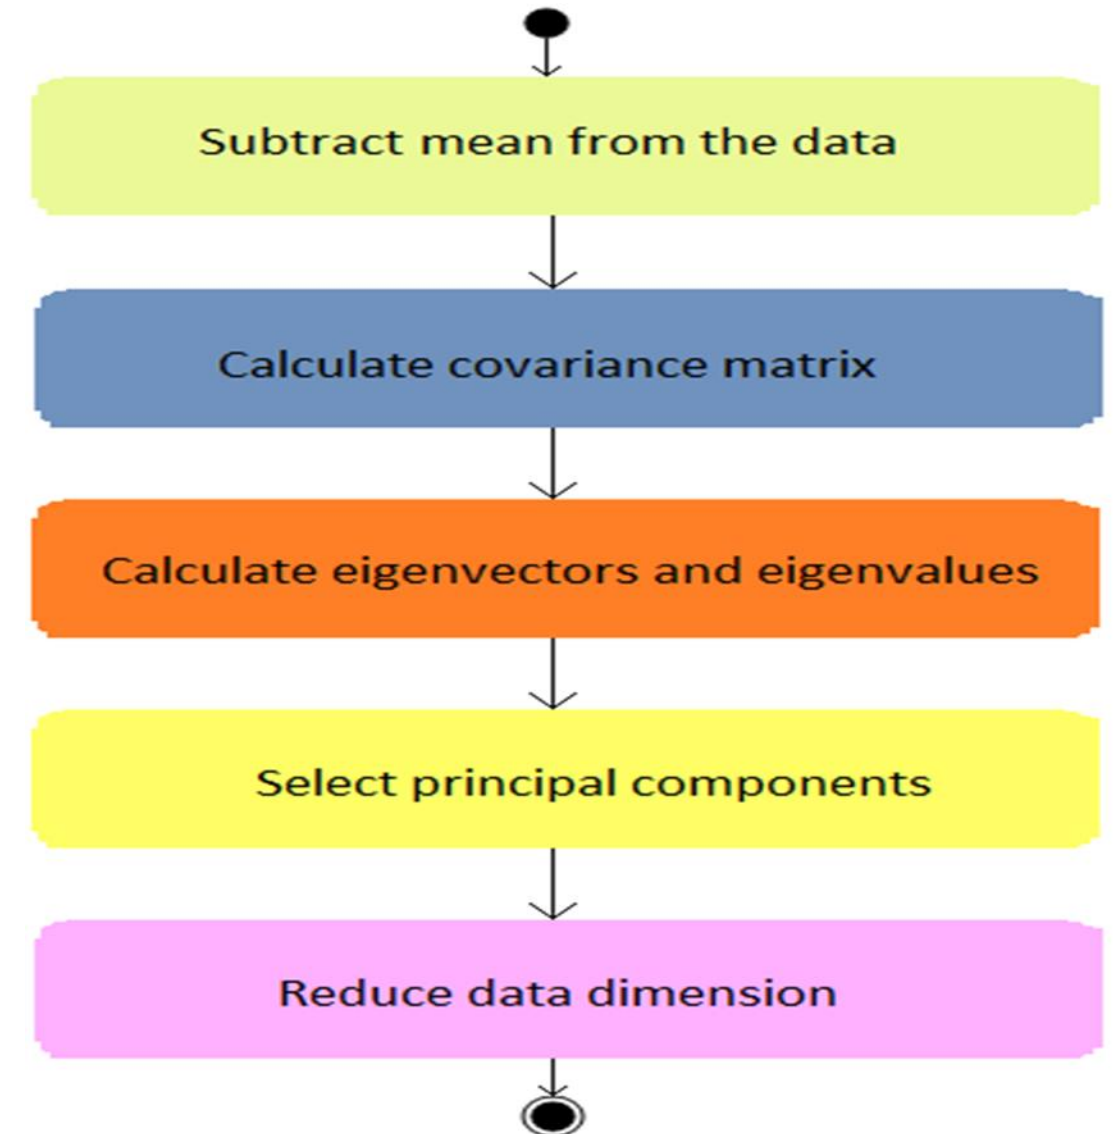 Subtract mean from the data
Calculate covariance matrix
Calculate eigenvectors and eigenvalues
Select principal components
Reduce data dimension